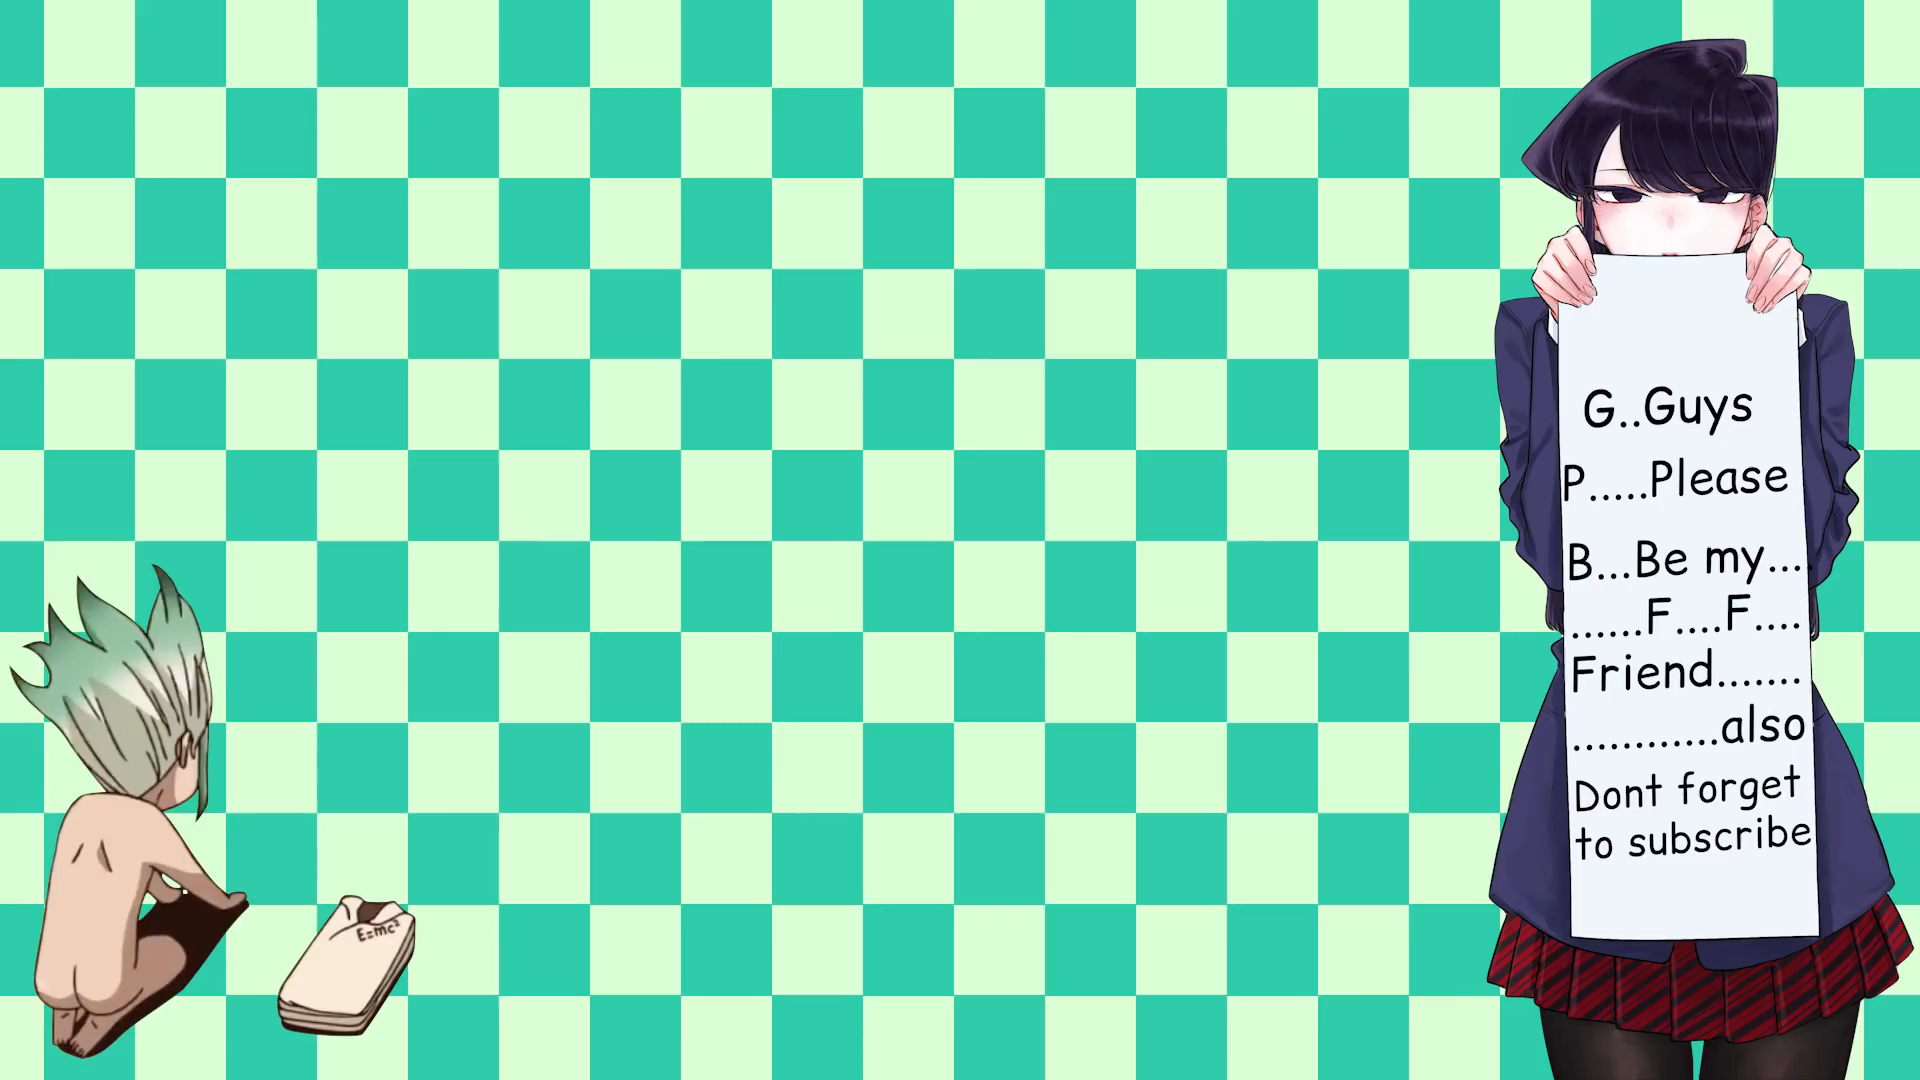 G..Guys
P.....Please
B...Be my....
......F....F....
Friend.......
............also
Dont forget
to subscribe
E=mc²